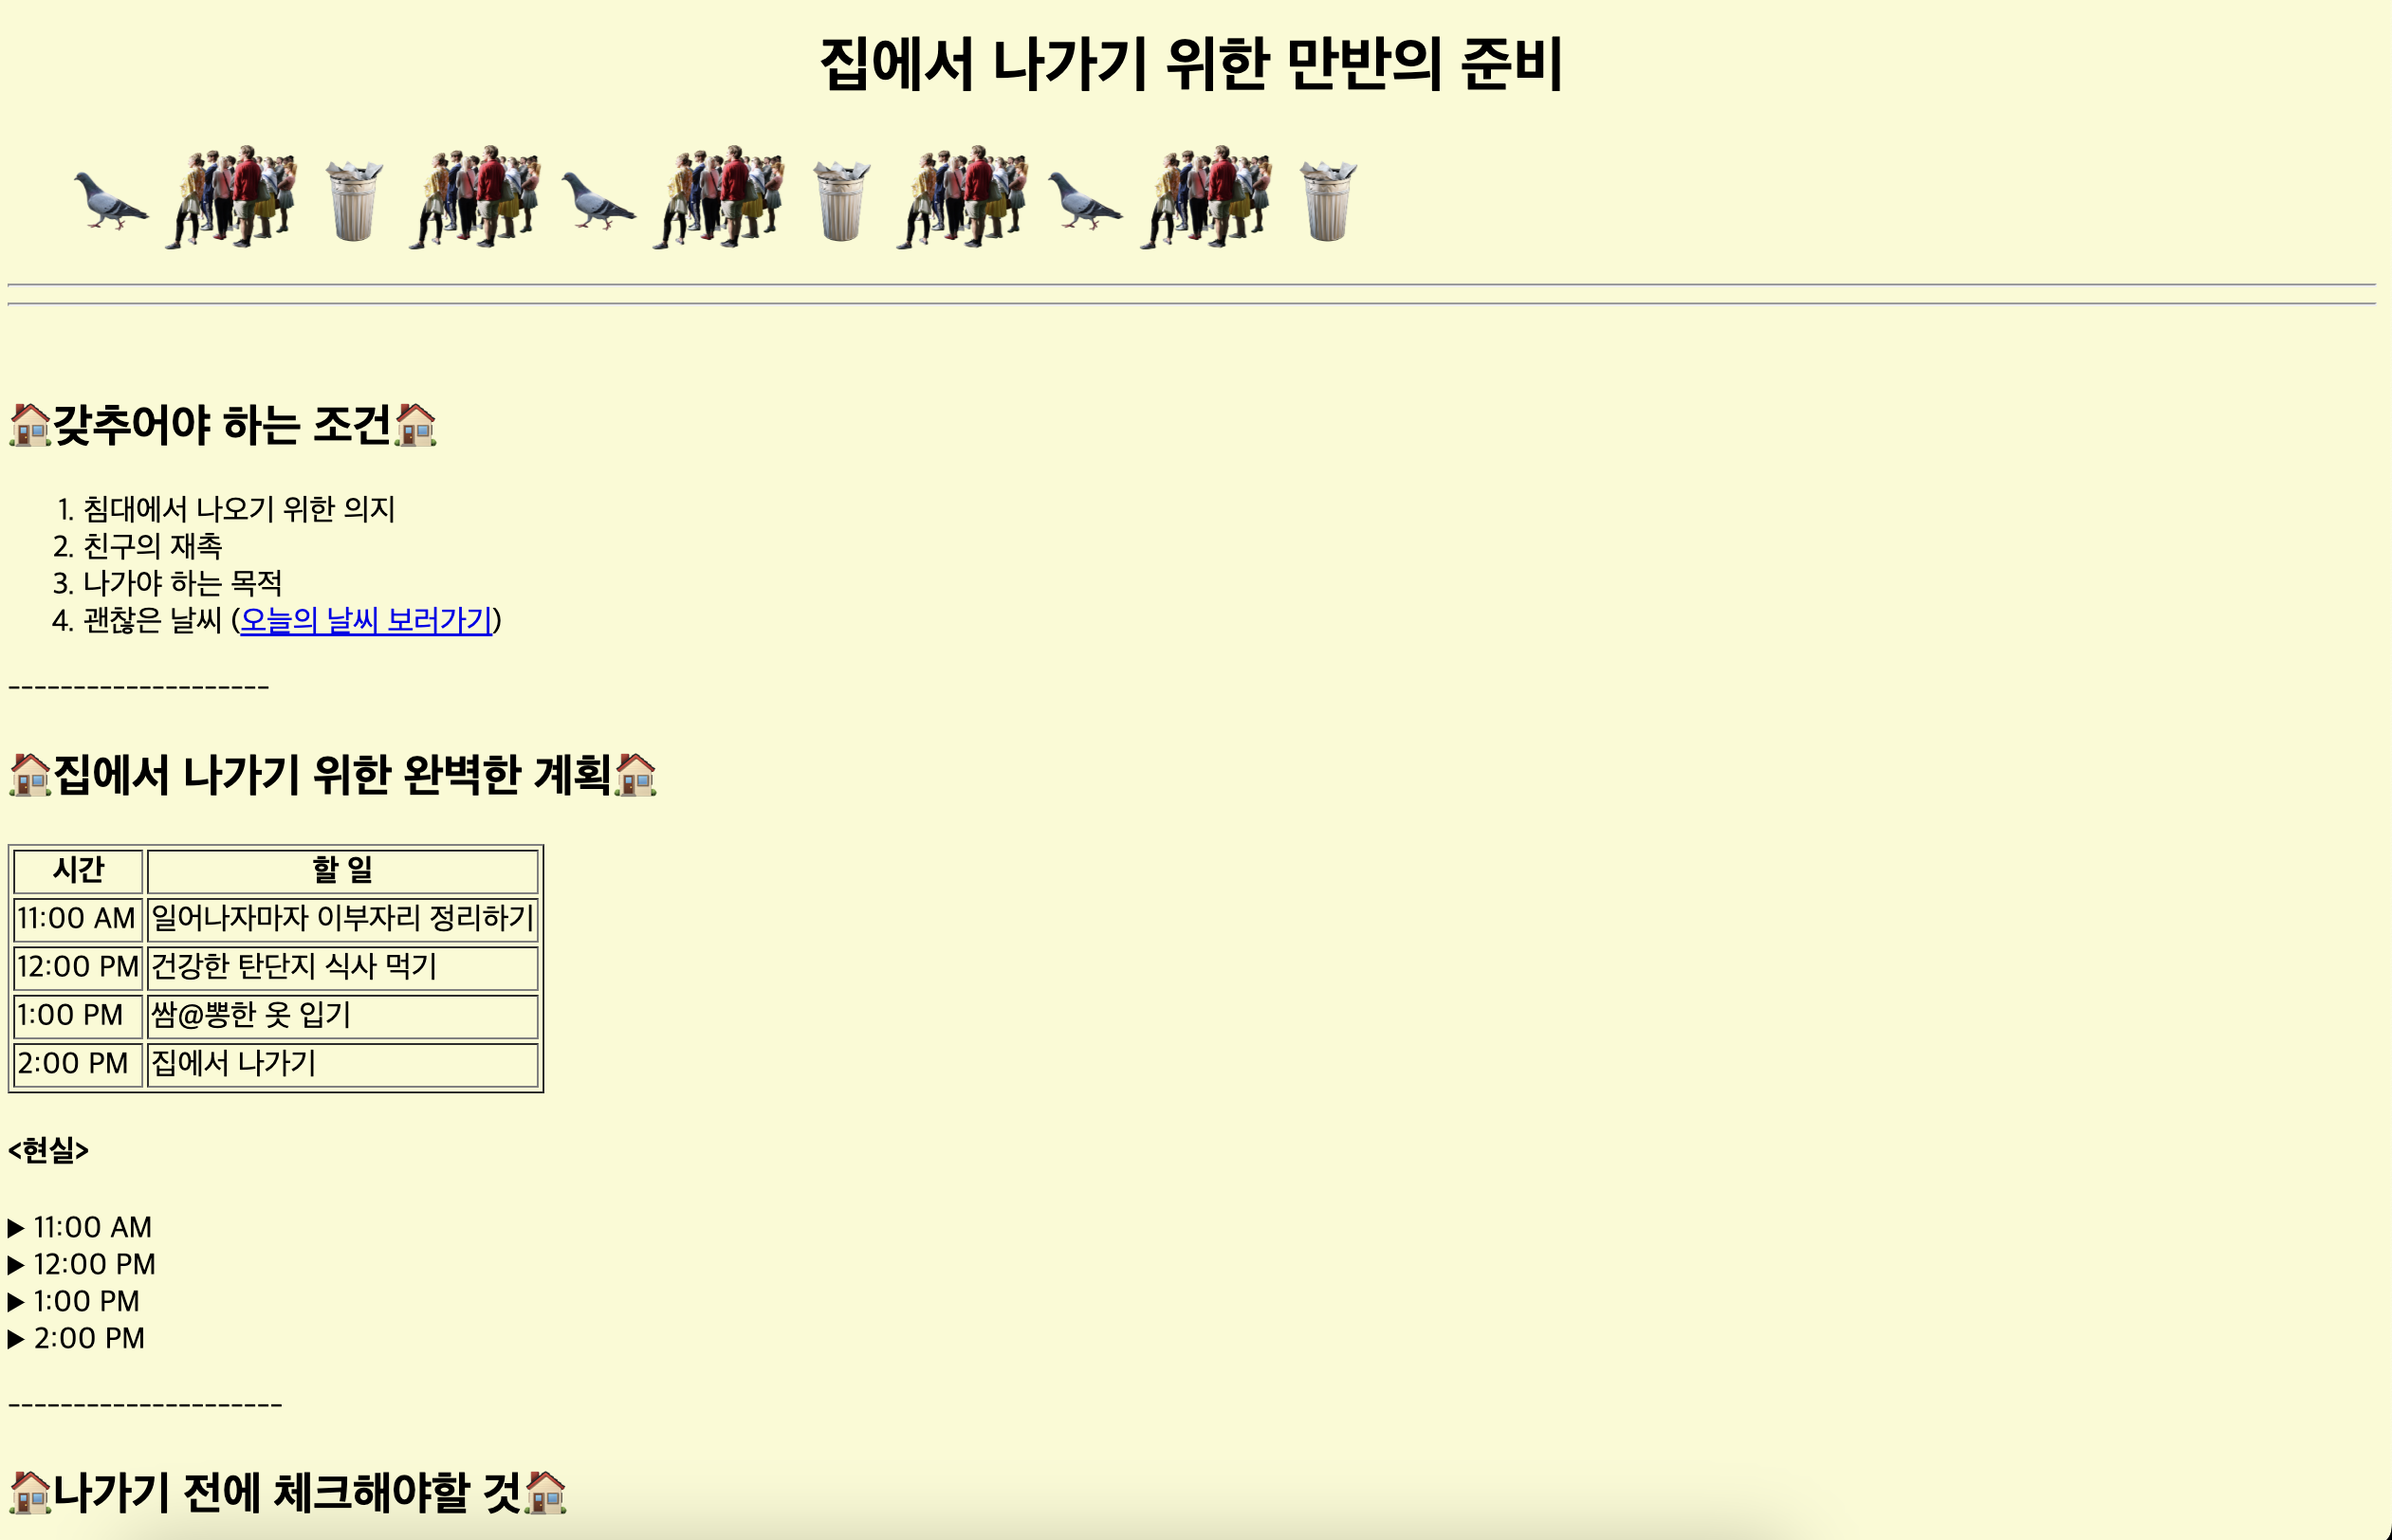 집에서 나가기 위한 만반의 준비
🏠갖추어야 하는 조건🏠
1. 침대에서 나오기 위한 의지
2. 친구의 재촉
3. 나가야 하는 목적
4. 괜찮은 날씨 (오늘의 날씨 보러가기)
--------------------
🏠집에서 나가기 위한 완벽한 계획🏠
시간 할 일
11:00 AM 일어나자마자 이부자리 정리하기
12:00 PM 건강한 탄단지 식사 먹기
1:00 PM 쌈@뽕한 옷 입기
2:00 PM 집에서 나가기
<현실>
▶ 11:00 AM
▶ 12:00 PM
▶ 1:00 PM
▶ 2:00 PM
---------------------
🏠나가기 전에 체크해야할 것🏠